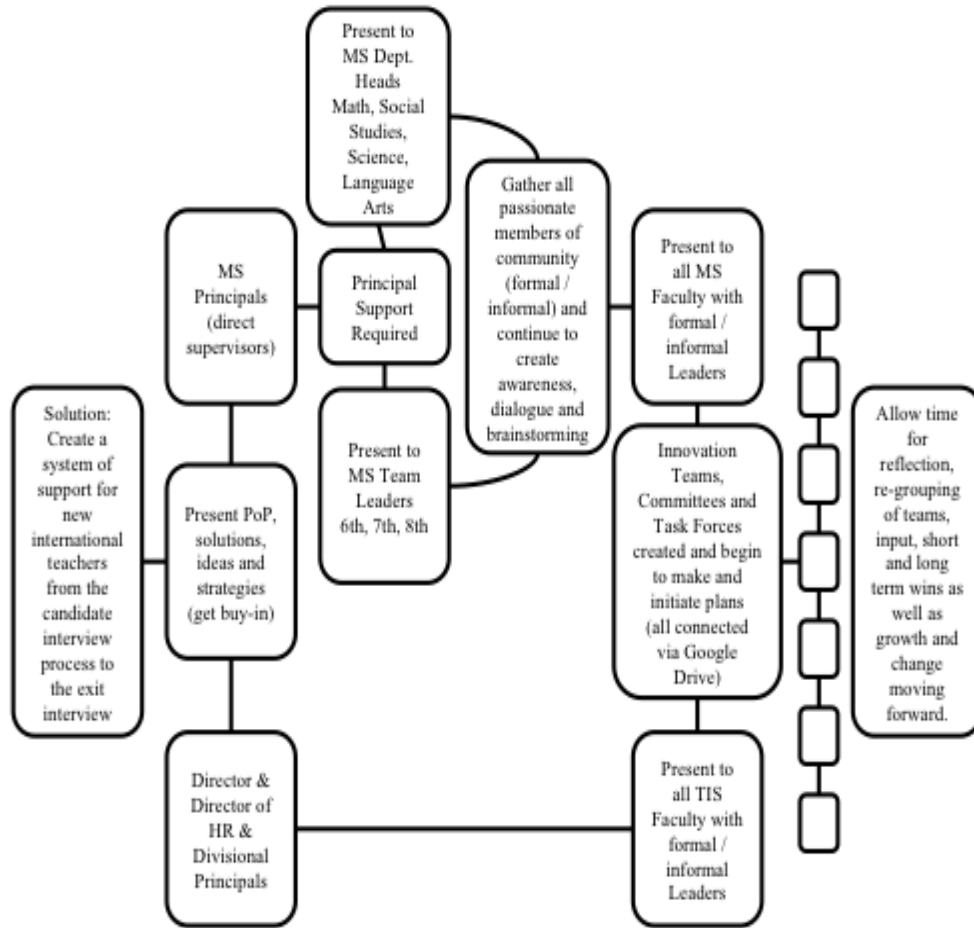 Solution:
Create a
system of
support for
new
international
teachers
from the
candidate
interview
process to
the exit
interview
MS
Principals
(direct
supervisors)
Present PoP,
solutions,
ideas and
strategies
(get buy-in)
Director &
Director of
HR &
Divisional
Principals
Present to
MS Dept.
Heads
Math, Social
Studies,
Science,
Language
Arts
Principal
Support
Required
Present to
MS Team
Leaders
6th, 7th, 8th
Gather all
passionate
members of
community
(formal /
informal) and
continue to
create
awareness,
dialogue and
brainstorming
Present to
all MS
Faculty with
formal /
informal
Leaders
Innovation
Teams,
Committees and
Task Forces
created and begin
to make and
initiate plans
(all connected
via Google
Drive)
Present to
all TIS
Faculty with
formal /
informal
Leaders
Allow time
for
reflection,
re-grouping
of teams,
input, short
and long
term wins as
well as
growth and
change
moving
forward.